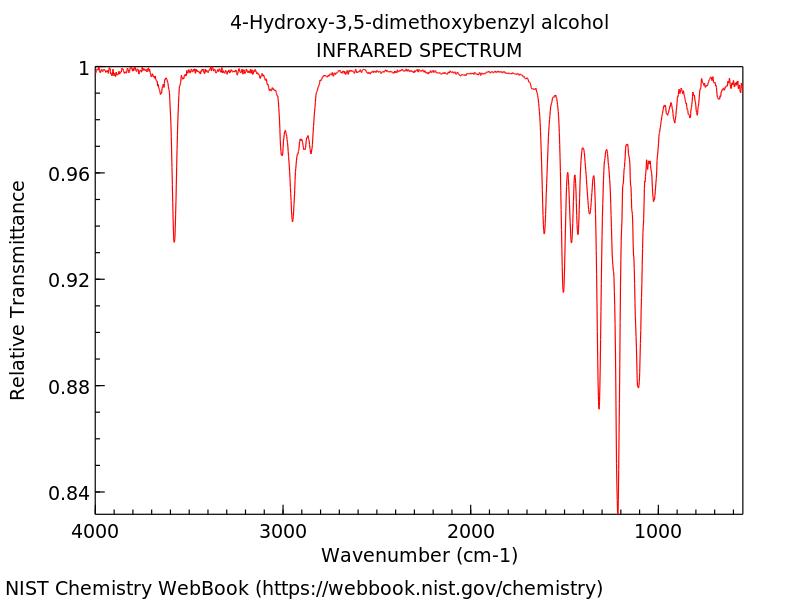 4-Hydroxy-3,5-dimethoxybenzyl alcohol
INFRARED SPECTRUM
1
0.96
0.92
0.88
0.84
Relative Transmittance
4000 3000 2000 1000
Wavenumber (cm-1)
NIST Chemistry WebBook (https://webbook.nist.gov/chemistry)